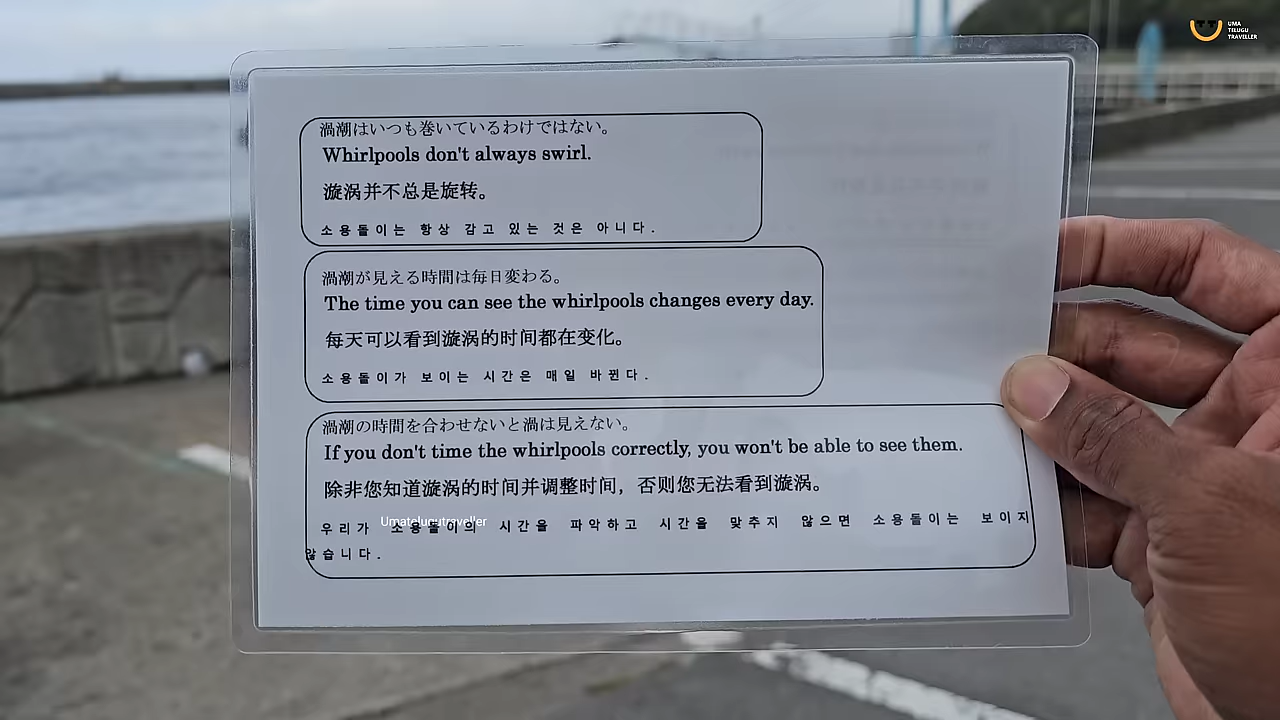 UMA
TELUGU
TRAVELLER
渦潮はいつも巻いているわけではない。
Whirlpools don't always swirl.
漩涡并不总是旋转。
소용돌이는 항상 감고 있는 것은 아니다.
渦潮が見える時間は毎日変わる。
The time you can see the whirlpools changes every day.
每天可以看到漩涡的时间都在变化。
소용돌이가 보이는 시간은 매일 바뀐다.
渦潮の時間を合わせないと渦は見えない。
If you don't time the whirlpools correctly, you won't be able to see them.
除非您知道漩涡的时间并调整时间，否则您无法看到漩涡。
우리가 소용돌이의 시간을 파악하고 시간을 맞추지 않으면 소용돌이는 보이지
않습니다.
Umatelugutraveller